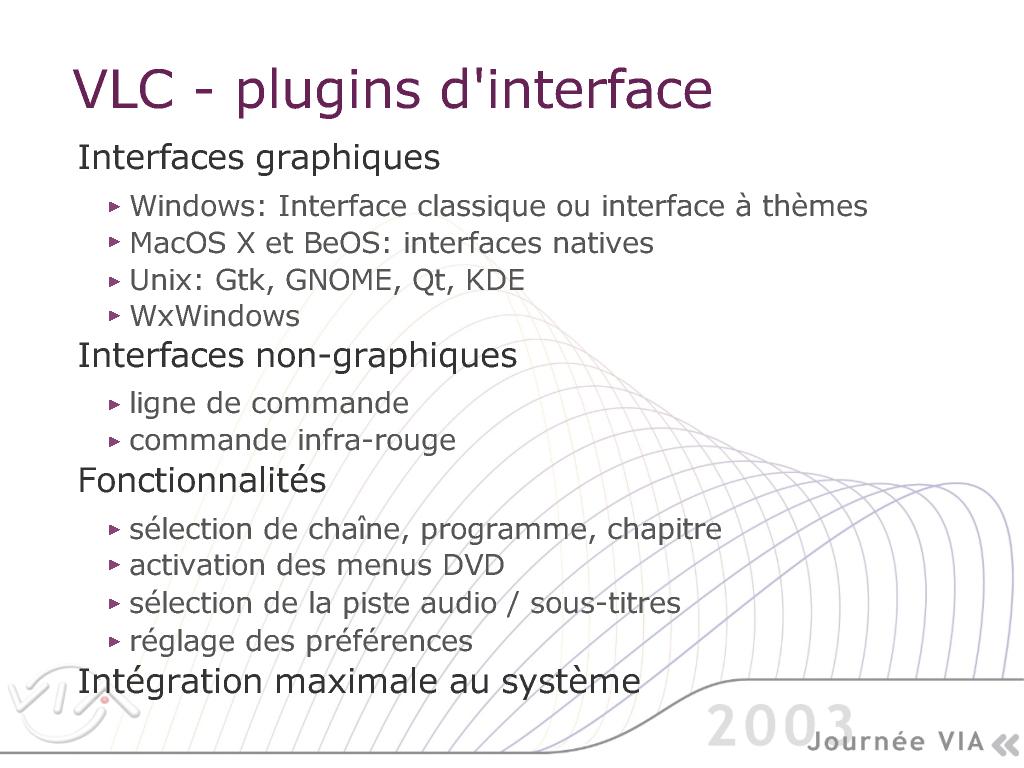 VLC - plugins d'interface
Interfaces graphiques
Windows: Interface classique ou interface à thèmes
MacOS X et BeOS: interfaces natives
Unix: Gtk, GNOME, Qt, KDE
WxWindows
Interfaces non-graphiques
ligne de commande
commande infra-rouge
Fonctionnalités
sélection de chaîne, programme, chapitre
activation des menus DVD
sélection de la piste audio / sous-titres
réglage des préférences
Intégration maximale au système
VIA
2003
Journée VIA